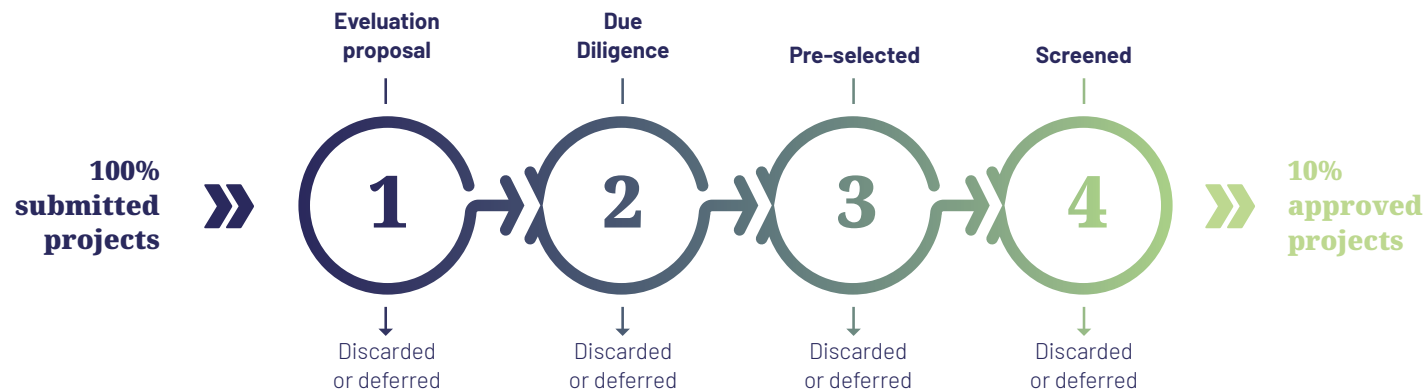 100%
submitted
projects
Eveluation
proposal
1
Discarded
or deferred
Due
Diligence
2
Discarded
or deferred
Pre-selected
3
Discarded
or deferred
Screened
4
Discarded
or deferred
10%
approved
projects